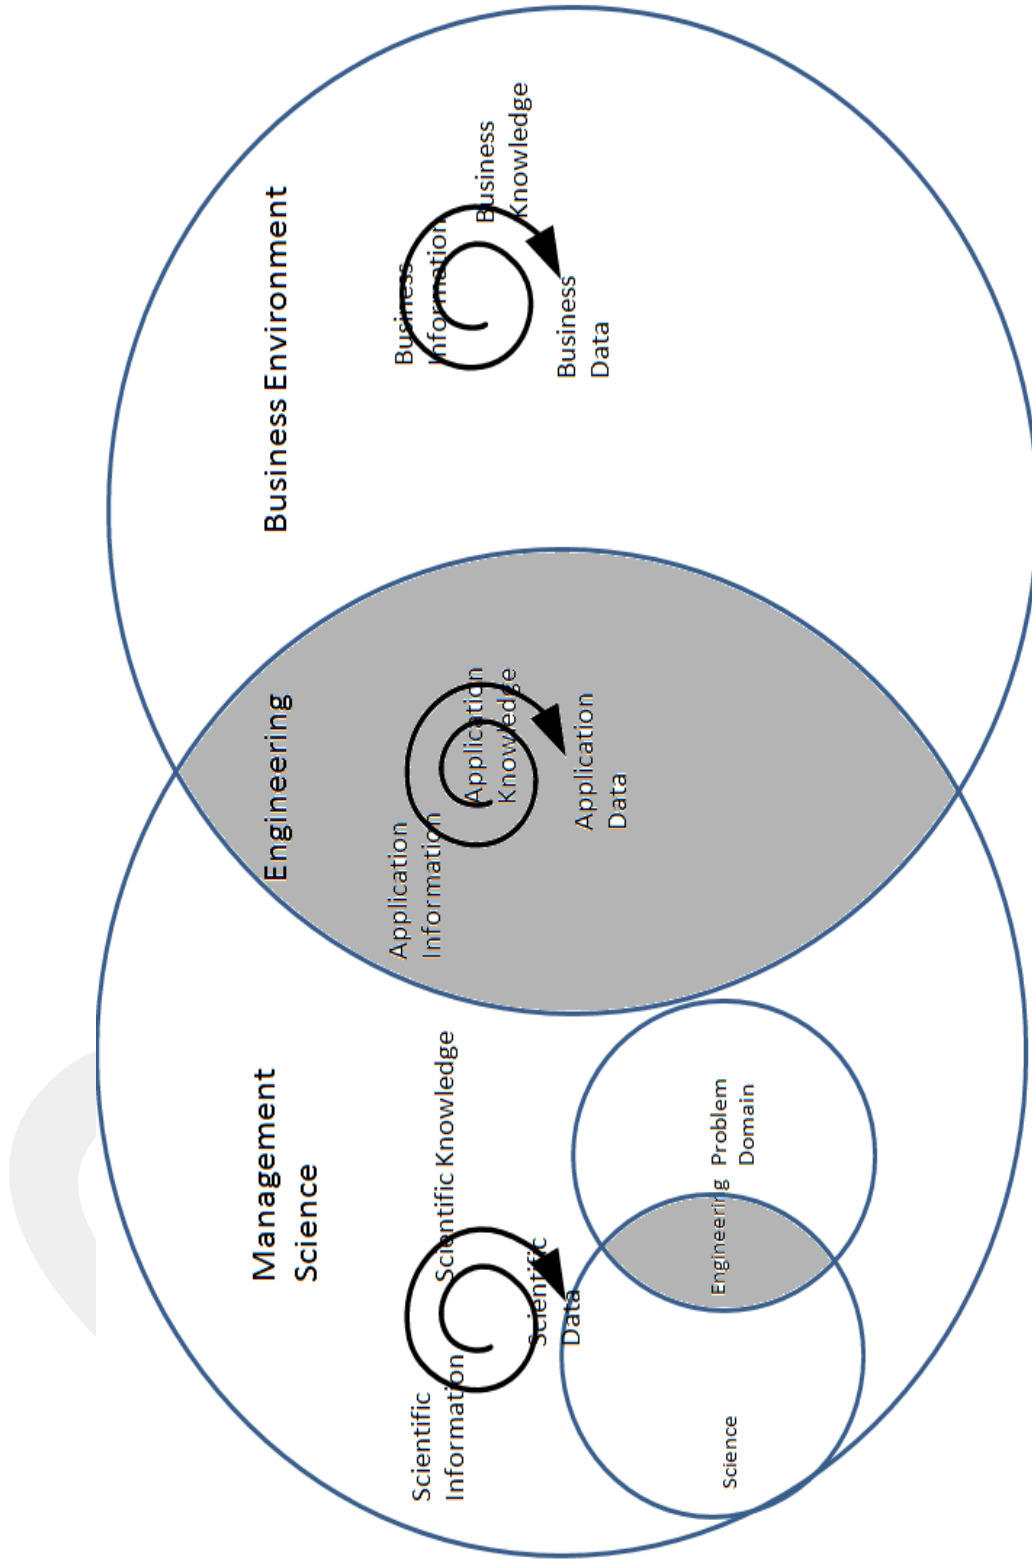 Management
Science
Engineering
Business Environment
Scientific
Information
Scientific Knowledge
Scientific
Data
Application
Information
Application
Knowledge
Application
Data
Business
Information
Business
Knowledge
Business
Data
Science
Engineering
Problem
Domain